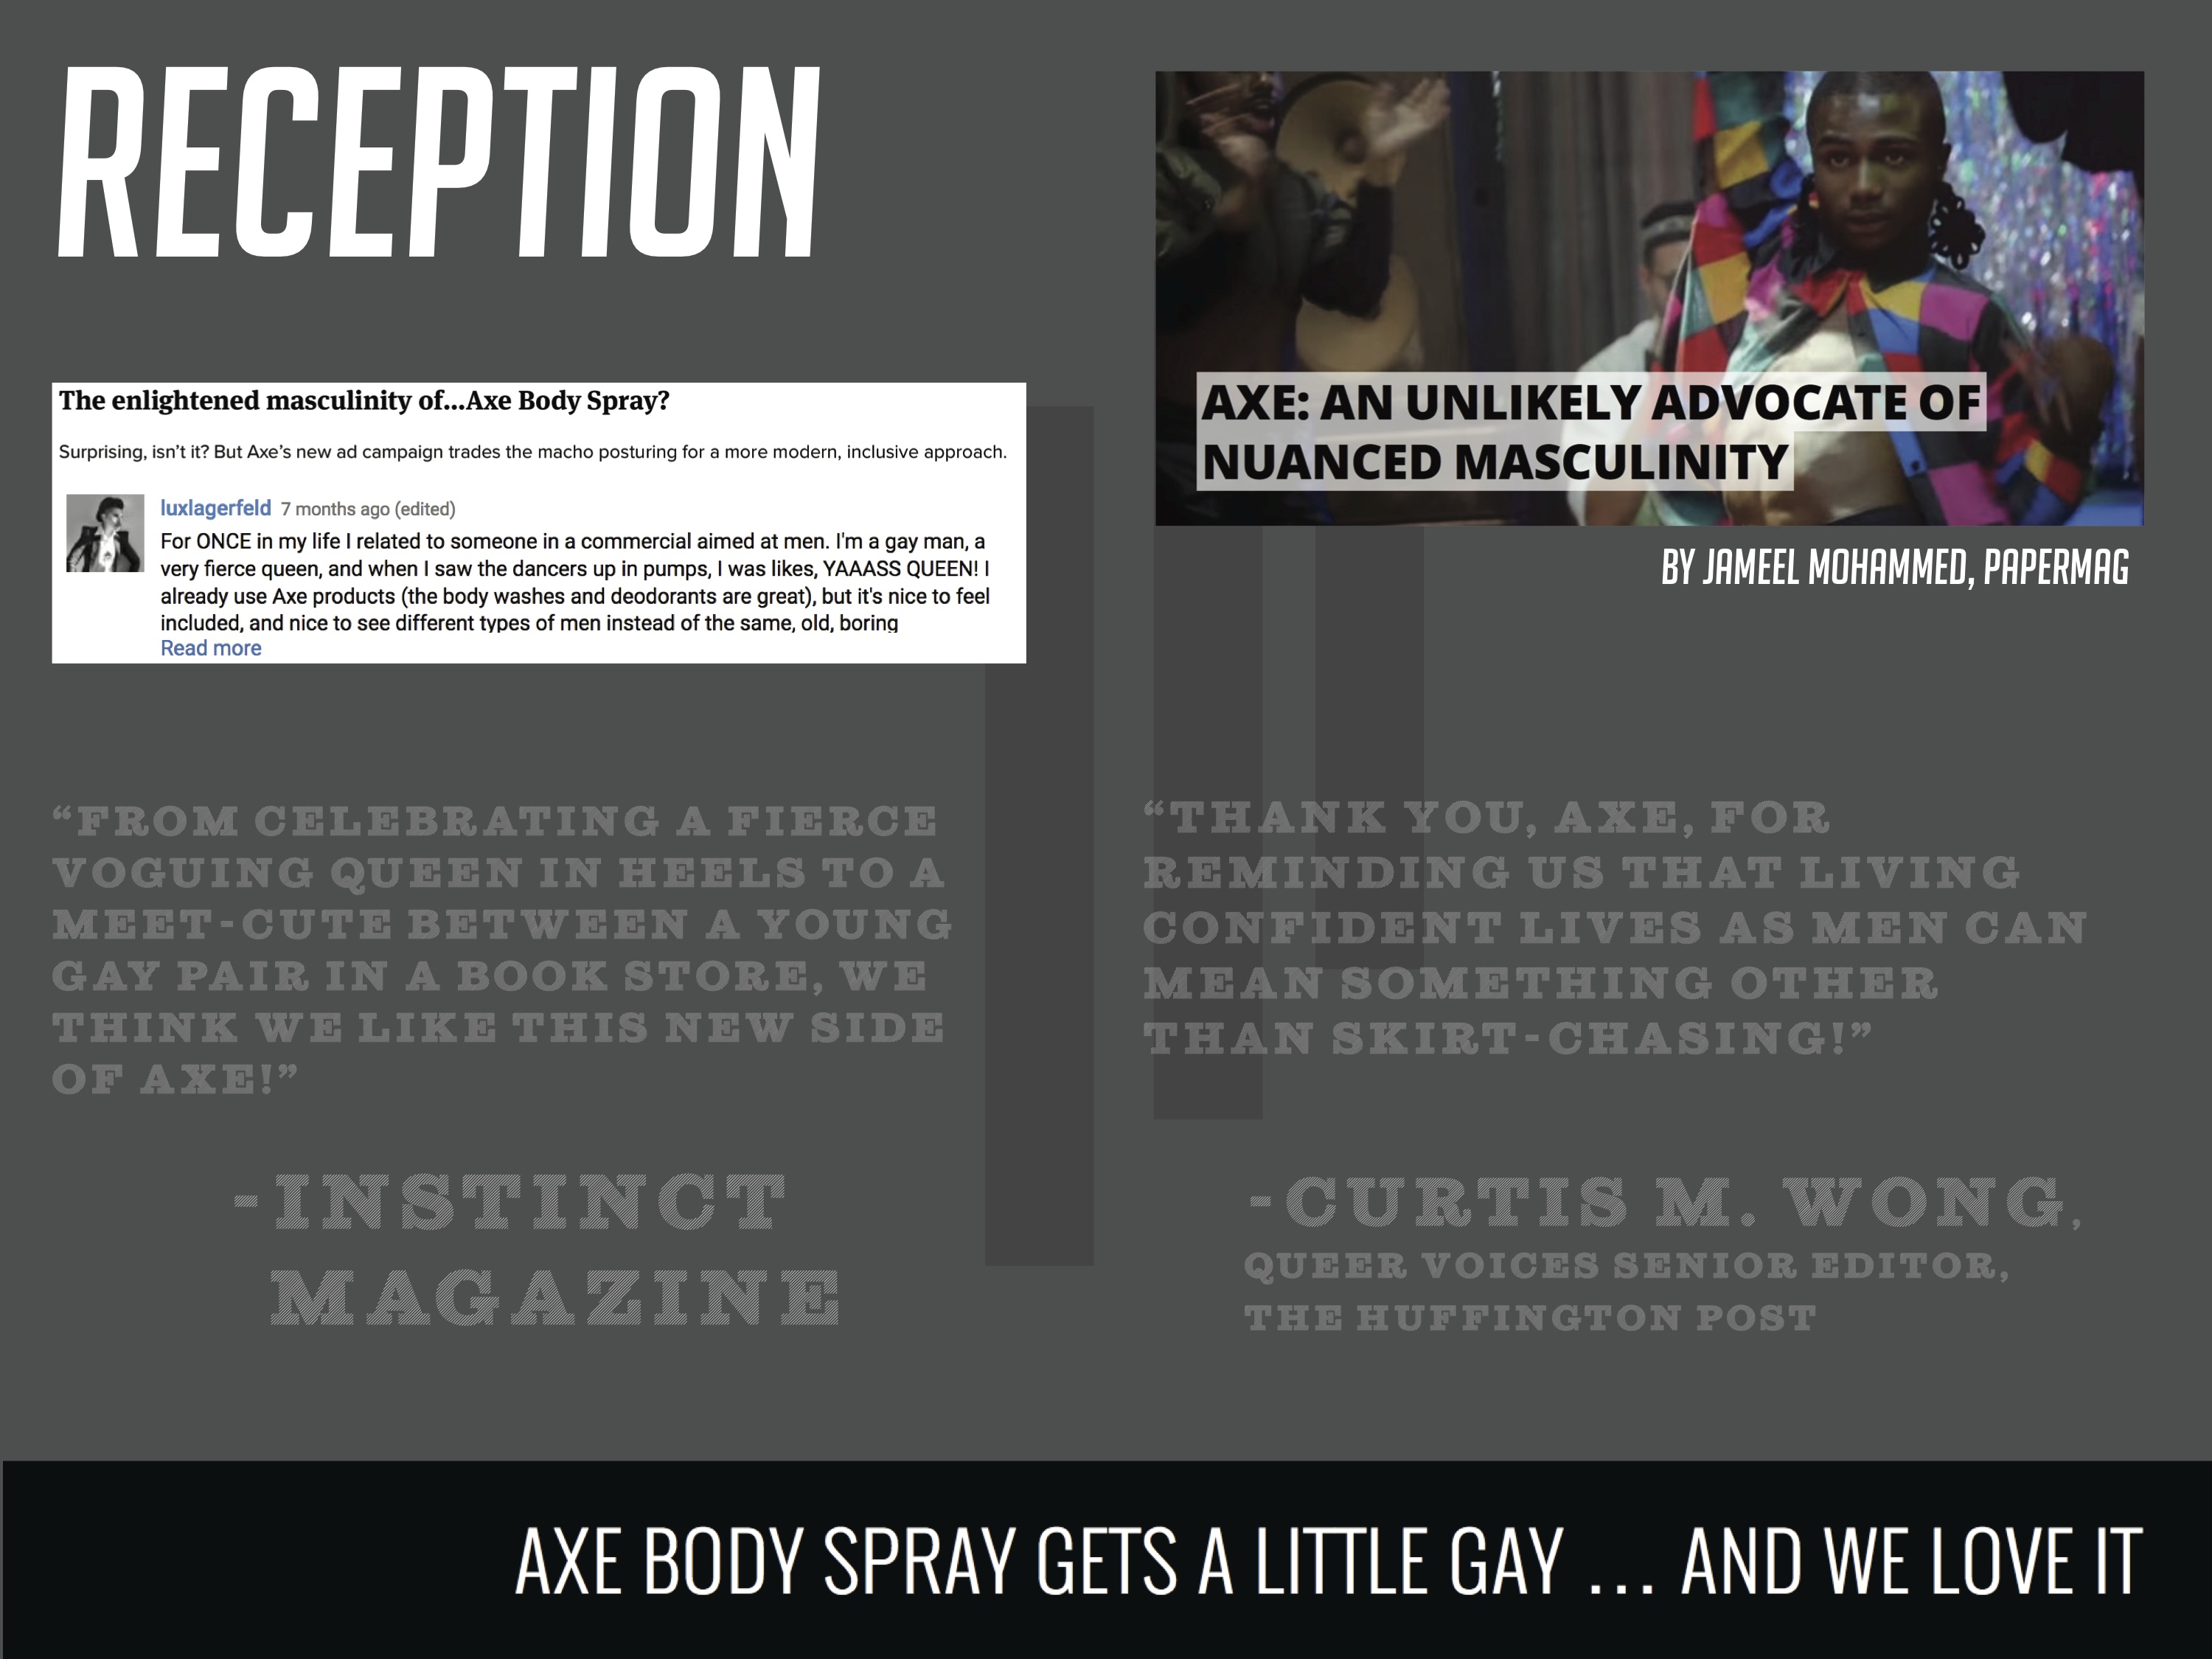 RECEPTION
The enlightened masculinity of...Axe Body Spray?
Surprising, isn't it? But Axe's new ad campaign trades the macho posturing for a more modern, inclusive approach.
luxlagerfeld 7 months ago (edited)
For ONCE in my life I related to someone in a commercial aimed at men. I'm a gay man, a
very fierce queen, and when I saw the dancers up in pumps, I was likes, YAAASS QUEEN! I
already use Axe products (the body washes and deodorants are great), but it's nice to feel
included, and nice to see different types of men instead of the same, old, boring
Read more
AXE: AN UNLIKELY ADVOCATE OF
NUANCED MASCULINITY
BY JAMEEL MOHAMMED, PAPERMAG
“FROM CELEBRATING A FIERCE
VOGUING QUEEN IN HEELS TO A
MEET-CUTE BETWEEN A YOUNG
GAY PAIR IN A BOOK STORE, WE
THINK WE LIKE THIS NEW SIDE
OF AXE!”
-INSTINCT
MAGAZINE
“THANK YOU, AXE, FOR
REMINDING US THAT LIVING
CONFIDENT LIVES AS MEN CAN
MEAN SOMETHING OTHER
THAN SKIRT-CHASING!”
-CURTIS M. WONG,
QUEER VOICES SENIOR EDITOR,
THE HUFFINGTON POST
AXE BODY SPRAY GETS A LITTLE GAY ... AND WE LOVE IT